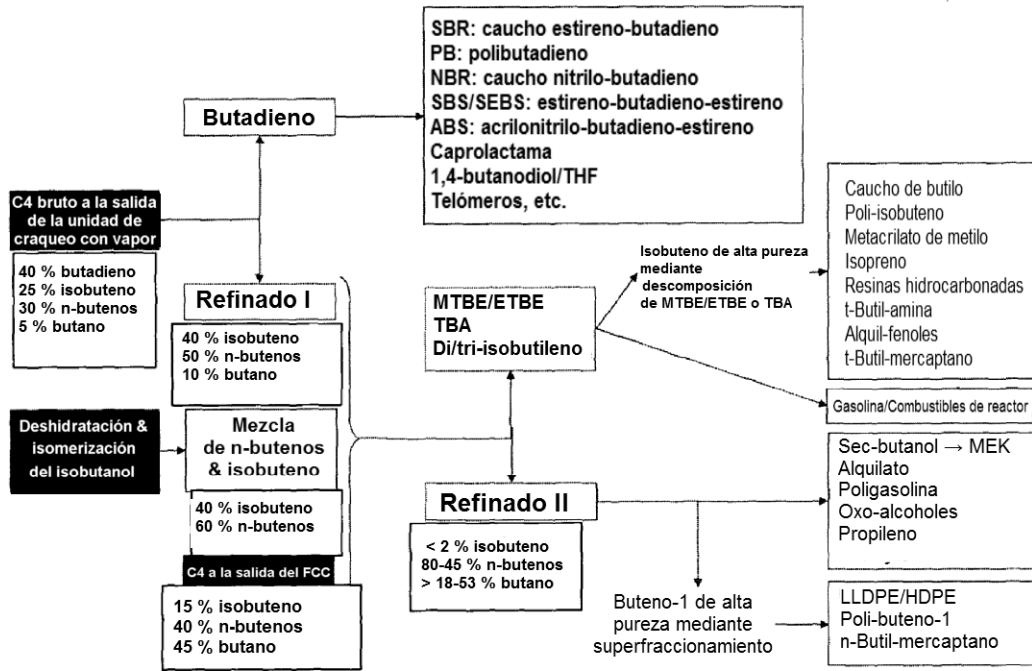 SBR: caucho estireno-butadieno
PB: polibutadieno
NBR: caucho nitrilo-butadieno
SBS/SEBS: estireno-butadieno-estireno
ABS: acrilonitrilo-butadieno-estireno
Caprolactama
1,4-butanodiol/THF
Telómeros, etc.
Butadieno
C4 bruto a la salida
de la unidad de
craqueo con vapor
40 % butadieno
25 % isobuteno
30 % n-butenos
5 % butano
Refinado I
40 % isobuteno
50 % n-butenos
10 % butano
Deshidratación &
isomerización
del isobutanol
Mezcla
de n-butenos
& isobuteno
40 % isobuteno
60 % n-butenos
C4 a la salida del FCC
15 % isobuteno
40 % n-butenos
45 % butano
MTBE/ETBE
TBA
Di/tri-isobutileno
Isobuteno de alta pureza
mediante
descomposición
de MTBE/ETBE o TBA
Caucho de butilo
Poli-isobuteno
Metacrilato de metilo
Isopreno
Resinas hidrocarbonadas
t-Butil-amina
Alquil-fenoles
t-Butil-mercaptano
Gasolina/Combustibles de reactor
Refinado II
< 2 % isobuteno
80-45 % n-butenos
> 18-53 % butano
Sec-butanol → MEK
Alquilato
Poligasolina
Oxo-alcoholes
Propileno
Buteno-1 de alta
pureza mediante
superfraccionamiento
LLDPE/HDPE
Poli-buteno-1
n-Butil-mercaptano